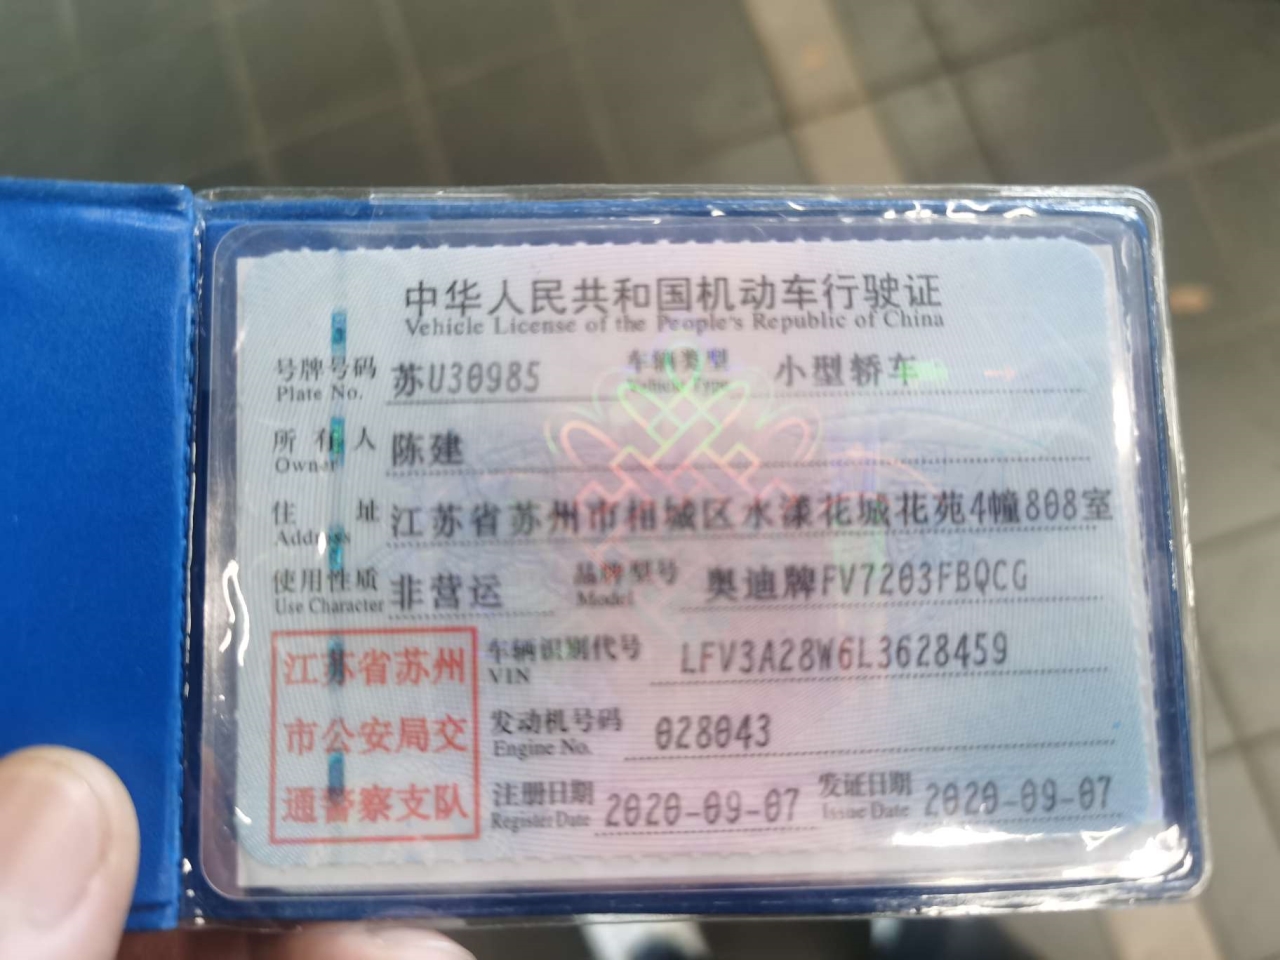 中华人民共和国机动车行驶证
Vehicle License of the People's Republic of China
号牌号码 苏U30985 车辆类型 小型轿车
Plate No. Vehicle Type
所有人 陈建
Owner
住址 江苏省苏州市相城区水漾花城花苑4幢808室
Address
使用性质 非营运 品牌型号 奥迪牌FV7203FBQCG
Use Character Model
江苏省苏州
市公安局交
通警察支队
车辆识别代号 LFV3A28W6L3628459
VIN
发动机号码 028043
Engine No.
注册日期 2020-09-07 发证日期 2020-09-07
Register Date Issue Date